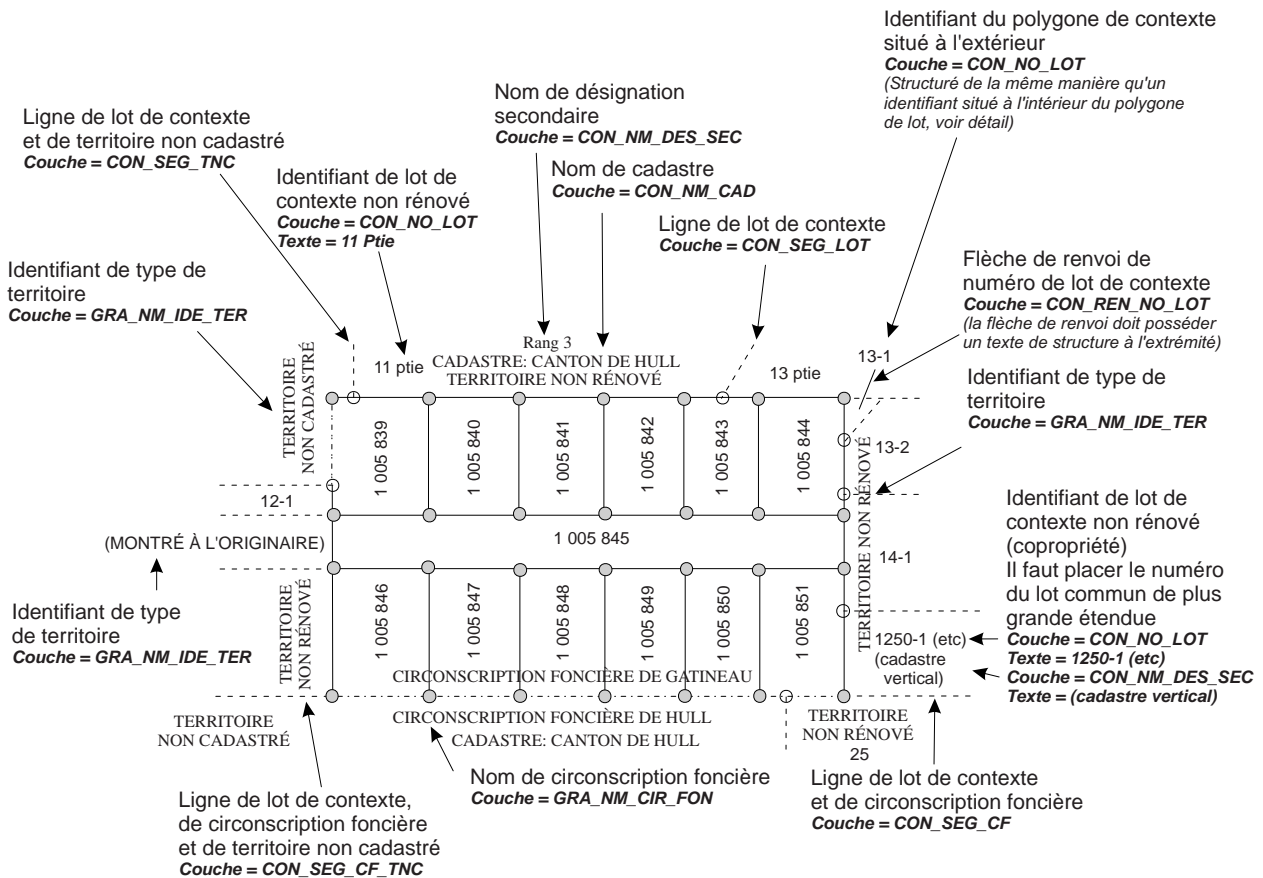 Identifiant du polygone de contexte
situé à l'extérieur
Couche = CON_NO_LOT
(Structuré de la même manière qu'un
identifiant situé à l'intérieur du polygone
de lot, voir détail)
Nom de désignation
secondaire
Couche = CON_NM_DES_SEC
Ligne de lot de contexte
et de territoire non cadastré
Couche = CON_SEG_TNC
Nom de cadastre
Couche = CON_NM_CAD
Identifiant de lot de
contexte non rénové
Couche = CON_NO_LOT
Texte = 11 Ptie
Ligne de lot de contexte
Couche = CON_SEG_LOT
Identifiant de type de
territoire
Couche = GRA_NM_IDE_TER
Flèche de renvoi de
numéro de lot de contexte
Couche = CON_REN_NO_LOT
(la flèche de renvoi doit posséder
un texte de structure à l'extrémité)
Rang 3
CADASTRE: CANTON DE HULL
TERRITOIRE NON RÉNOVÉ
11 ptie
13 ptie
13-1
Identifiant de type de
territoire
Couche = GRA_NM_IDE_TER
TERRITOIRE
NON CADASTRÉ
1 005 839
1 005 840
1 005 841
1 005 842
1 005 843
1 005 844
13-2
TERRITOIRE NON RÉNOVÉ
12-1
Identifiant de lot de
contexte non rénové
(copropriété)
Il faut placer le numéro
du lot commun de plus
grande étendue
Couche = CON_NO_LOT
Texte = 1250-1 (etc)
Couche = CON_NM_DES_SEC
Texte = (cadastre vertical)
(MONTRÉ À L'ORIGINAIRE)
1 005 845
14-1
Identifiant de type
de territoire
Couche = GRA_NM_IDE_TER
TERRITOIRE
NON RÉNOVÉ
1 005 846
1 005 847
1 005 848
1 005 849
1 005 850
1 005 851
1250-1 (etc)
(cadastre
vertical)
CIRCONSCRIPTION FONCIÈRE DE GATINEAU
TERRITOIRE
NON CADASTRÉ
CIRCONSCRIPTION FONCIÈRE DE HULL
CADASTRE: CANTON DE HULL
TERRITOIRE
NON RÉNOVÉ
25
Nom de circonscription foncière
Couche = GRA_NM_CIR_FON
Ligne de lot de contexte
et de circonscription foncière
Couche = CON_SEG_CF
Ligne de lot de contexte,
de circonscription foncière
et de territoire non cadastré
Couche = CON_SEG_CF_TNC